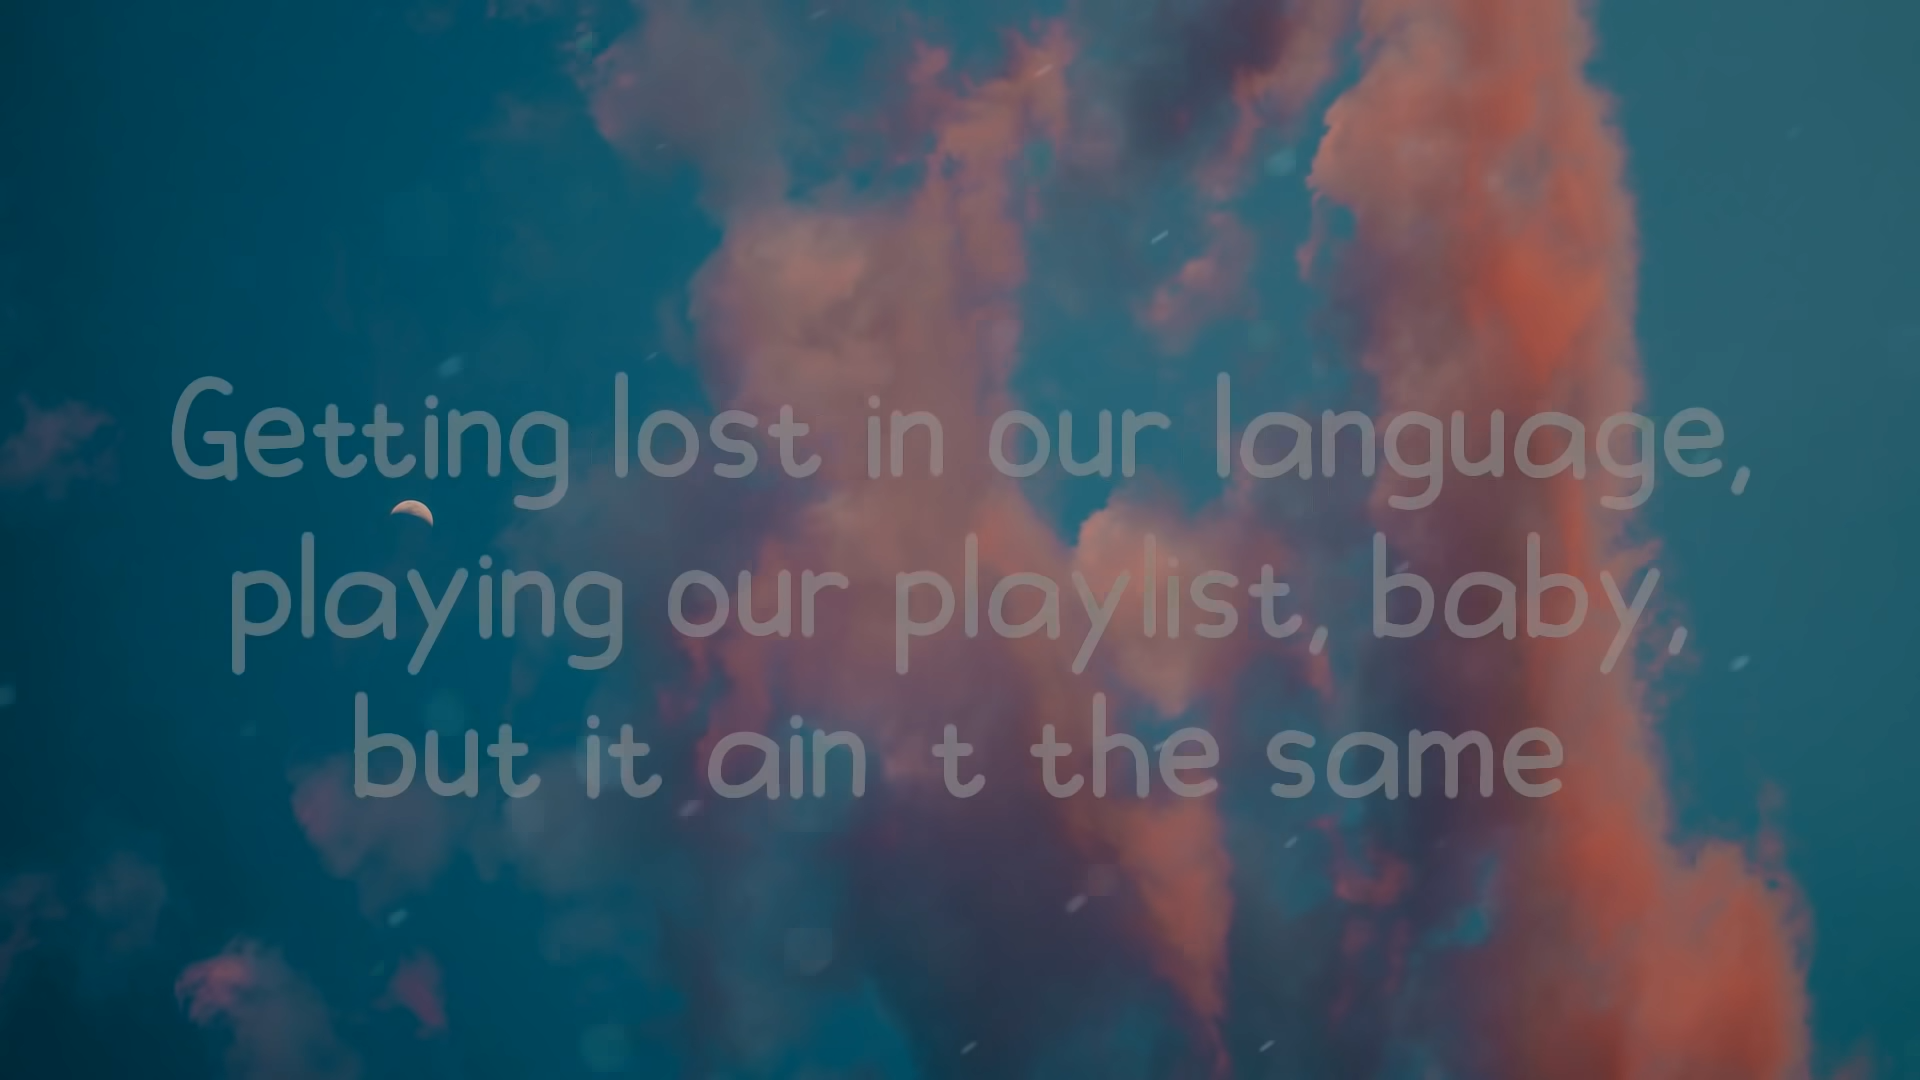 Getting lost in our language,
playing our playlist, baby,
but it ain t the same